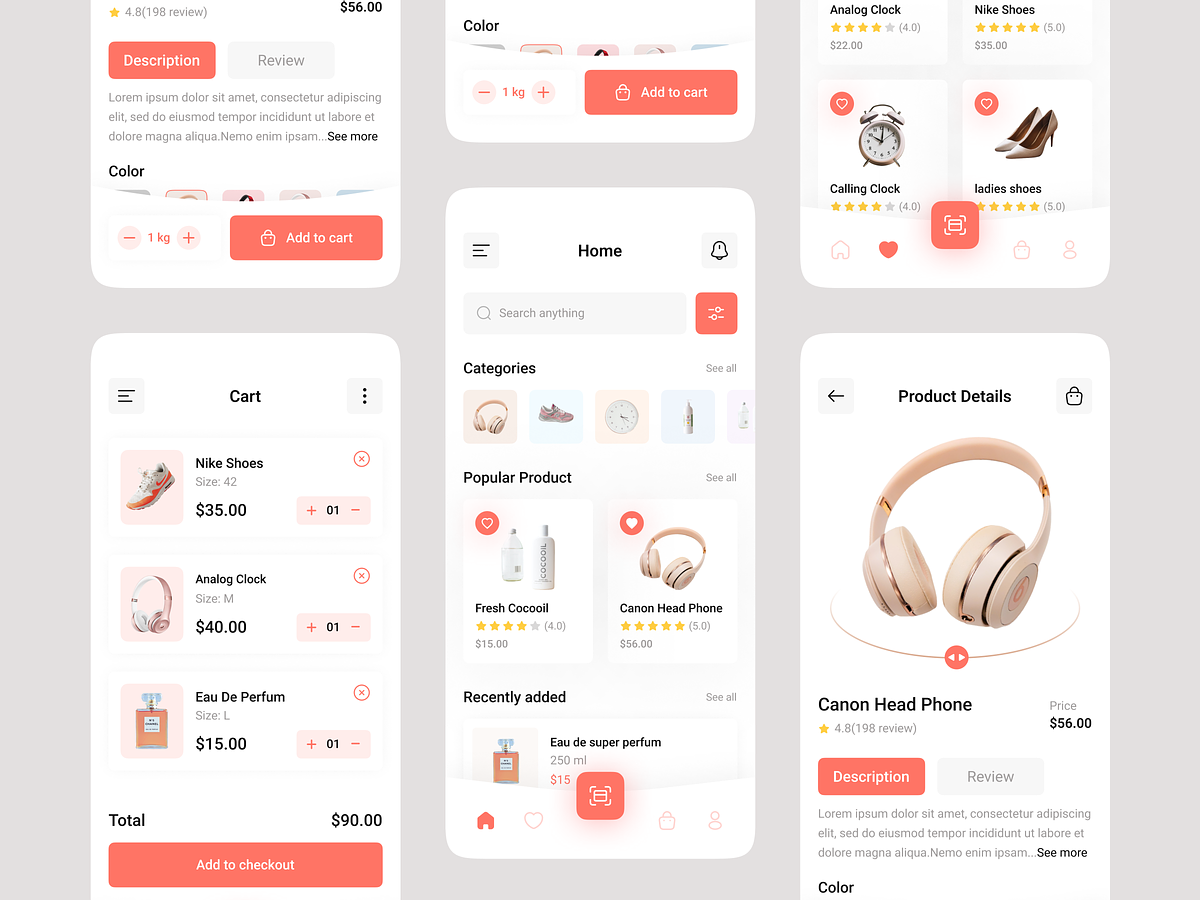 4.8(198 review)
$56.00
Description
Review
Lorem ipsum dolor sit amet, consectetur adipiscing
elit, sed do eiusmod tempor incididunt ut labore et
dolore magna aliqua.Nemo enim ipsam...See more
Color
1 kg
Add to cart
Cart
Nike Shoes
Size: 42
$35.00
01
Analog Clock
Size: M
$40.00
01
Eau De Perfum
Size: L
$15.00
01
Total
$90.00
Add to checkout
Color
1 kg
Add to cart
Home
Search anything
Categories
See all
Popular Product
See all
COCOOIL
Fresh Cocooil
(4.0)
$15.00
Canon Head Phone
(5.0)
$56.00
Recently added
See all
Eau de super perfum
250 ml
$15
Analog Clock
(4.0)
$22.00
Nike Shoes
(5.0)
$35.00
Calling Clock
(4.0)
ladies shoes
(5.0)
Product Details
Canon Head Phone
4.8(198 review)
Price
$56.00
Description
Review
Lorem ipsum dolor sit amet, consectetur adipiscing
elit, sed do eiusmod tempor incididunt ut labore et
dolore magna aliqua.Nemo enim ipsam...See more
Color